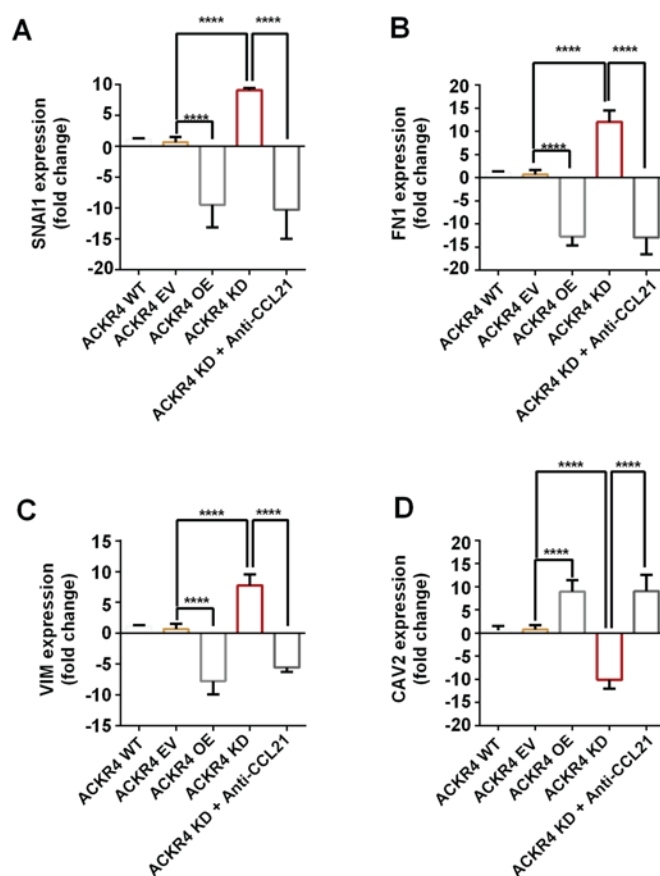 A
SNAI1 expression
(fold change)
**** ****
****
10
5
0
-5
-10
-15
-20
ACKR4 WT
ACKR4 EV
ACKR4 OE
ACKR4 KD
ACKR4 KD + Anti-CCL21
B
FN1 expression
(fold change)
**** ****
****
20
15
10
5
0
-5
-10
-15
-20
ACKR4 WT
ACKR4 EV
ACKR4 OE
ACKR4 KD
ACKR4 KD + Anti-CCL21
C
VIM expression
(fold change)
**** ****
****
15
10
5
0
-5
-10
-15
ACKR4 WT
ACKR4 EV
ACKR4 OE
ACKR4 KD
ACKR4 KD + Anti-CCL21
D
CAV2 expression
(fold change)
**** ****
****
20
15
10
5
0
-5
-10
-15
-20
ACKR4 WT
ACKR4 EV
ACKR4 OE
ACKR4 KD
ACKR4 KD + Anti-CCL21